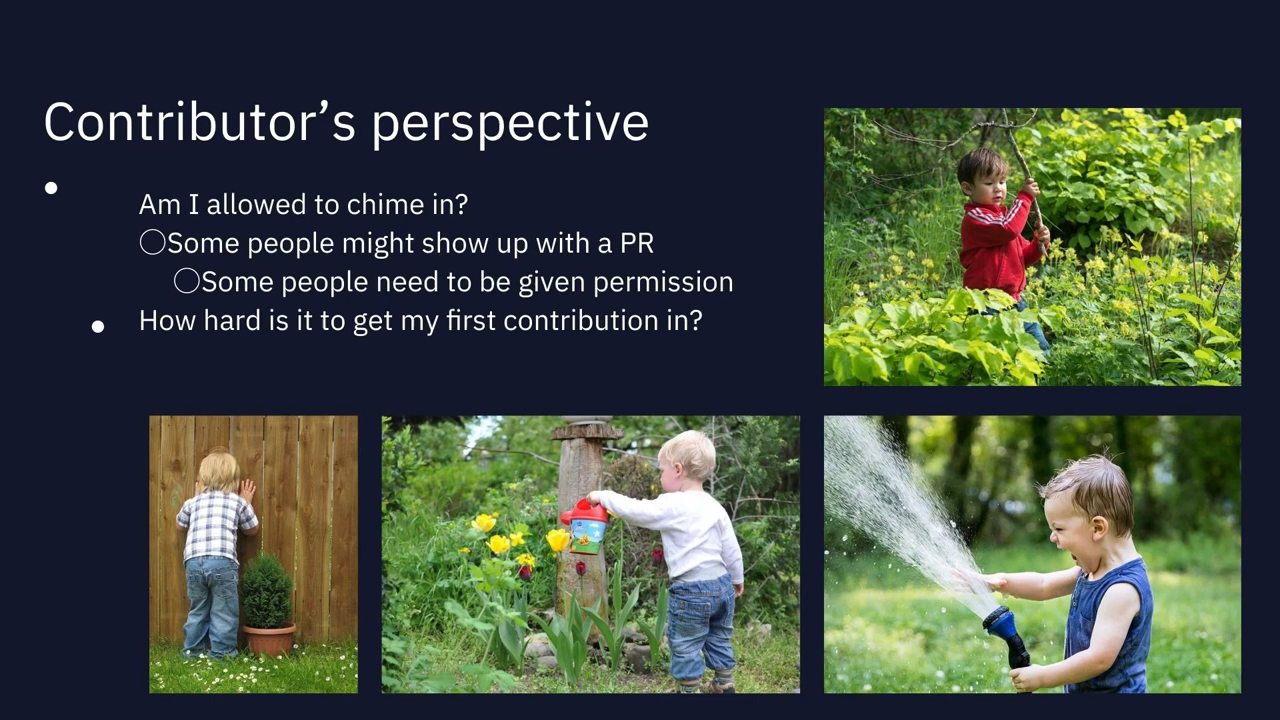 Contributor’s perspective
● Am I allowed to chime in?
○Some people might show up with a PR
○Some people need to be given permission
● How hard is it to get my first contribution in?